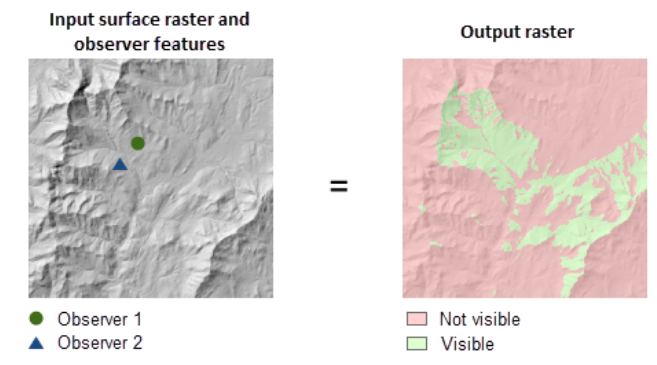 Input surface raster and
observer features
Output raster
=
Observer 1
Observer 2
Not visible
Visible